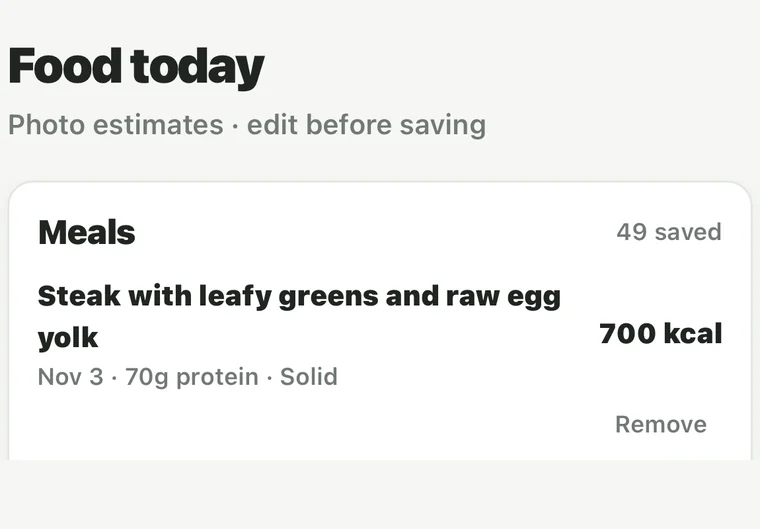 Food today
Photo estimates · edit before saving
Meals
49 saved
Steak with leafy greens and raw egg
yolk
700 kcal
Nov 3 · 70g protein · Solid
Remove